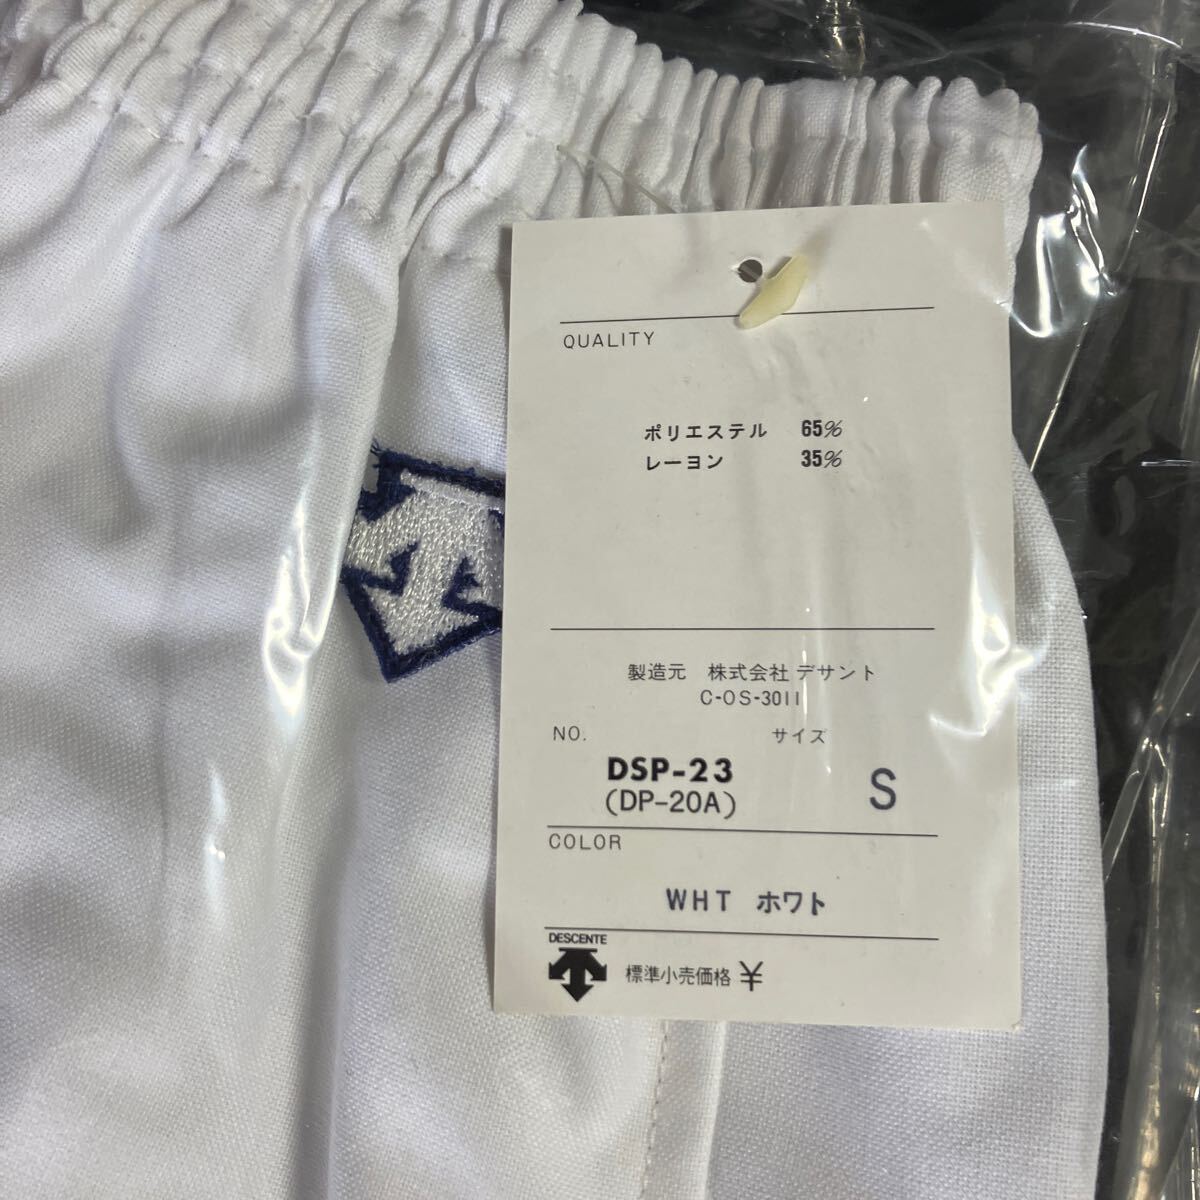 QUALITY
ポリエステル 65%
レーヨン 35%
製造元 株式会社 デサント
C-OS-3011
NO. サイズ
DSP-23
(DP-20A) S
COLOR
WHT ホワト
DESCENTE
標準小売価格 ¥